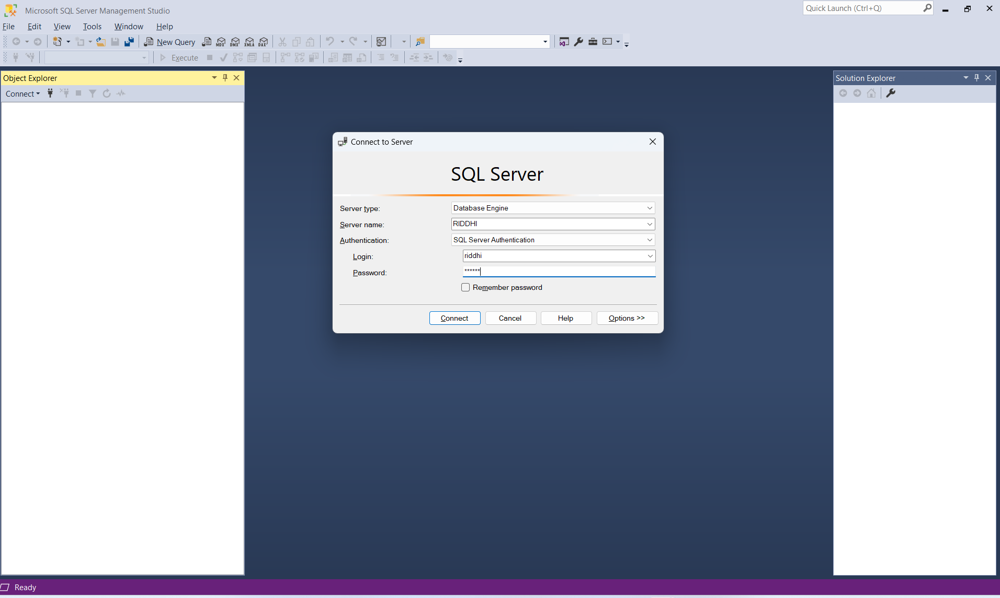 Microsoft SQL Server Management Studio
Quick Launch (Ctrl+Q)
File Edit View Tools Window Help
New Query MDX DMX XMLA DAX
Execute
Object Explorer
Connect
Solution Explorer
Connect to Server
SQL Server
Server type: Database Engine
Server name: RIDDHI
Authentication: SQL Server Authentication
Login: riddhi
Password: ******
Remember password
Connect Cancel Help Options >>
Ready